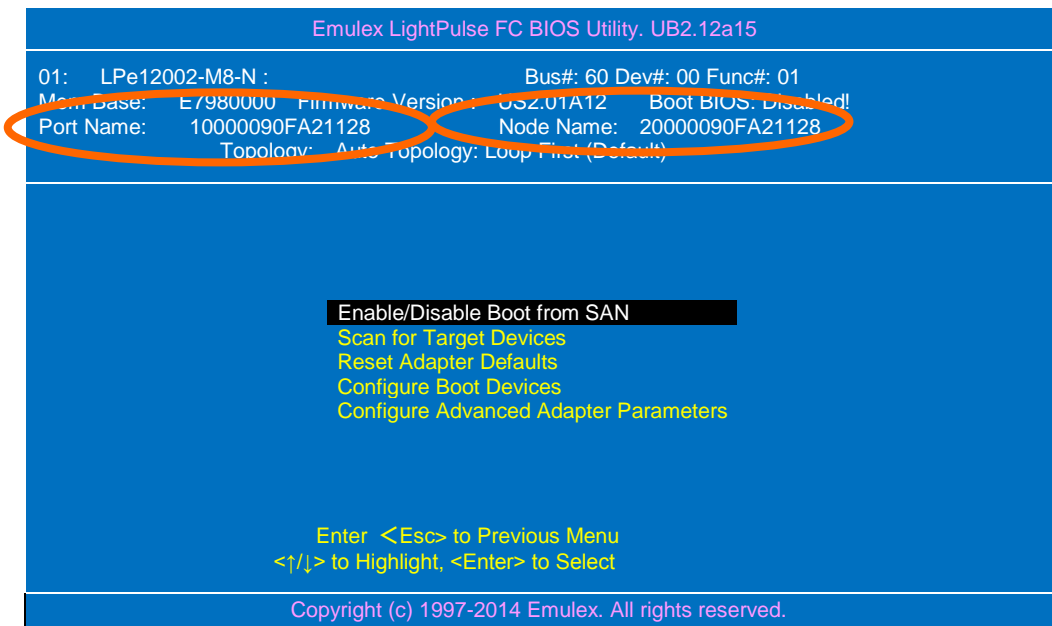 Emulex LightPulse FC BIOS Utility. UB2.12a15
01: LPe12002-M8-N : Bus#: 60 Dev#: 00 Func#: 01
Mem Base: E7980000 Firmware Version : US2.01A12 Boot BIOS: Disabled!
Port Name: 10000090FA21128 Node Name: 20000090FA21128
Topology: Auto Topology: Loop First (Default)
Enable/Disable Boot from SAN
Scan for Target Devices
Reset Adapter Defaults
Configure Boot Devices
Configure Advanced Adapter Parameters
Enter ＜Esc> to Previous Menu
<↑/↓> to Highlight, <Enter> to Select
Copyright (c) 1997-2014 Emulex. All rights reserved.